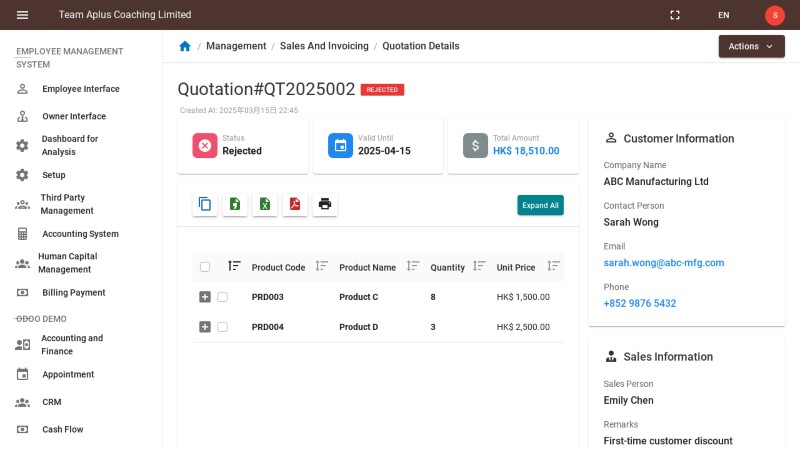 Team Aplus Coaching Limited
EN
S
EMPLOYEE MANAGEMENT
SYSTEM
Employee Interface
Owner Interface
Dashboard for
Analysis
Setup
Third Party
Management
Accounting System
Human Capital
Management
Billing Payment
ODOO DEMO
Accounting and
Finance
Appointment
CRM
Cash Flow
/ Management / Sales And Invoicing / Quotation Details
Actions
Quotation#QT2025002 REJECTED
Created At: 2025年03月15日 22:45
Status
Rejected
Valid Until
2025-04-15
Total Amount
HK$ 18,510.00
Expand All
Product Code Product Name Quantity Unit Price
PRD003 Product C 8 HK$ 1,500.00
PRD004 Product D 3 HK$ 2,500.00
Customer Information
Company Name
ABC Manufacturing Ltd
Contact Person
Sarah Wong
Email
sarah.wong@abc-mfg.com
Phone
+852 9876 5432
Sales Information
Sales Person
Emily Chen
Remarks
First-time customer discount